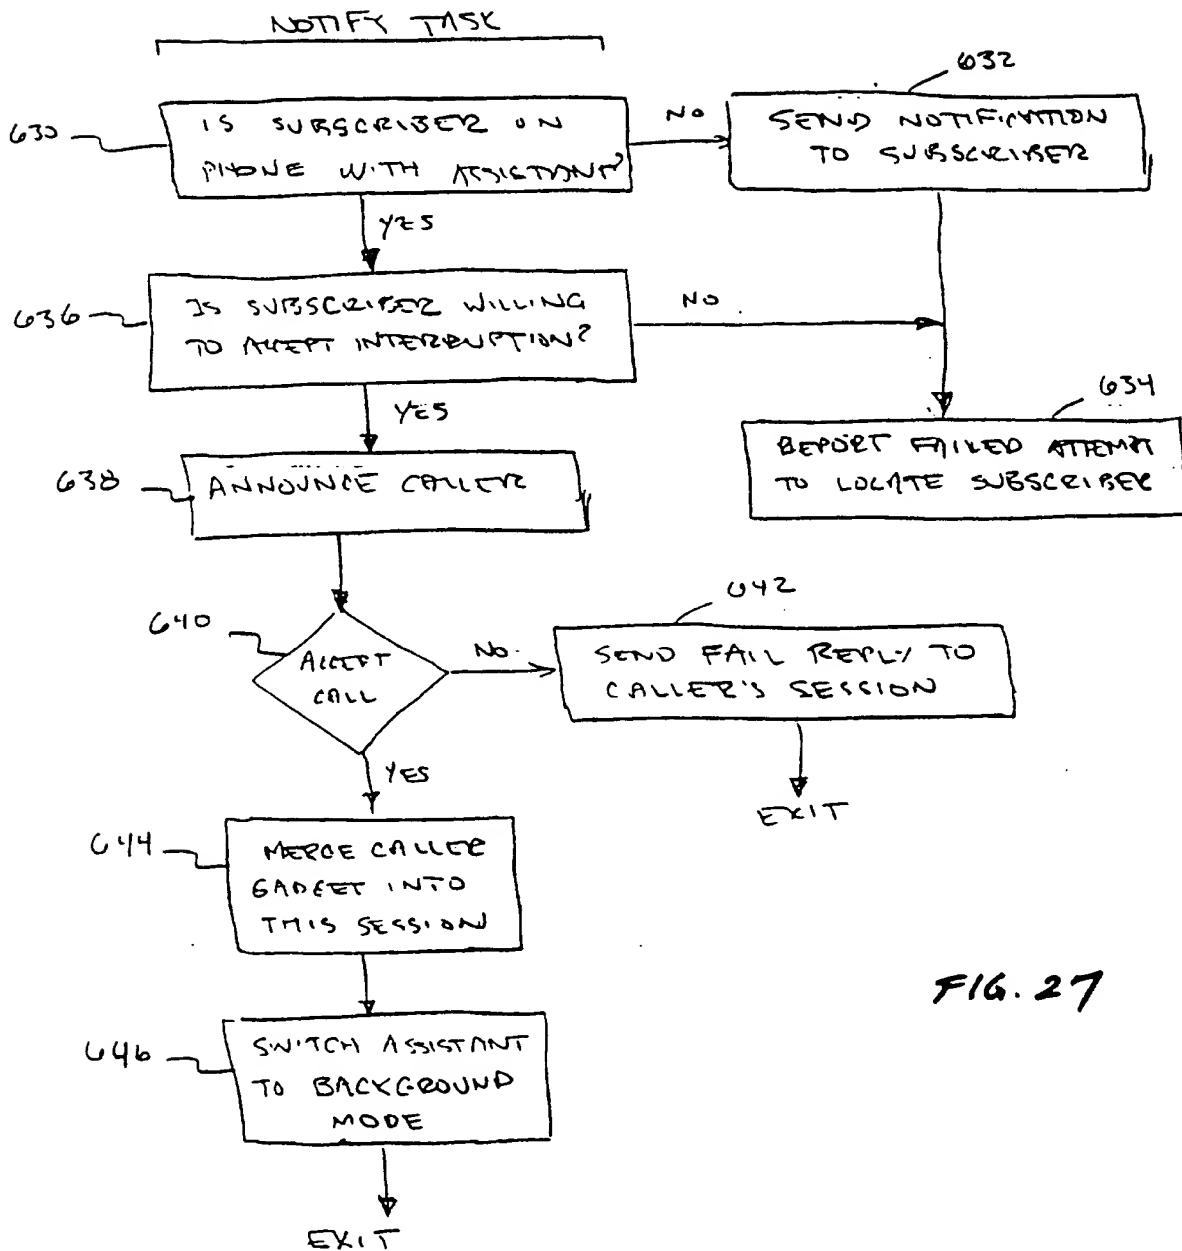 NOTIFY TASK
630
IS SUBSCRIBER ON
PHONE WITH ASSISTANT?
NO
632
SEND NOTIFICATION
TO SUBSCRIBER
YES
636
IS SUBSCRIBER WILLING
TO ACCEPT INTERRUPTION?
NO
YES
634
REPORT FAILED ATTEMPT
TO LOCATE SUBSCRIBER
638
ANNOUNCE CALLER
640
ACCEPT
CALL
NO.
642
SEND FAIL REPLY TO
CALLER'S SESSION
YES
EXIT
644
MERGE CALLER
GADGET INTO
THIS SESSION
FIG. 27
646
SWITCH ASSISTANT
TO BACKGROUND
MODE
EXIT